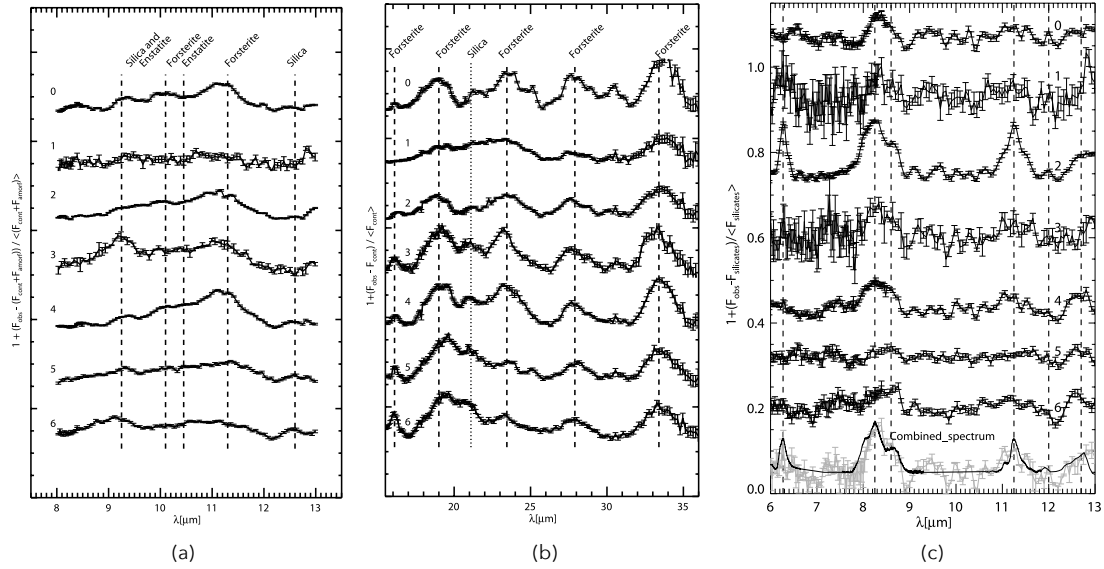 Silica and
Enstatite
Forsterite
Enstatite
Forsterite
Silica
0
1
2
3
4
5
6
8
9
10
11
12
13
λ[μm]
1 + (F_obs - (F_cont+F_amorf)) / <(F_cont+F_amorf)>
(a)
Forsterite
Forsterite
Silica
Forsterite
Forsterite
Forsterite
0
1
2
3
4
5
6
20
25
30
35
λ[μm]
1+(F_obs - F_cont) / <F_cont>
(b)
0
1
2
3
4
5
6
Combined_spectrum
1.0
0.8
0.6
0.4
0.2
0.0
6
7
8
9
10
11
12
13
λ[μm]
1+(F_obs-F_silicates)/<F_silicates>
(c)